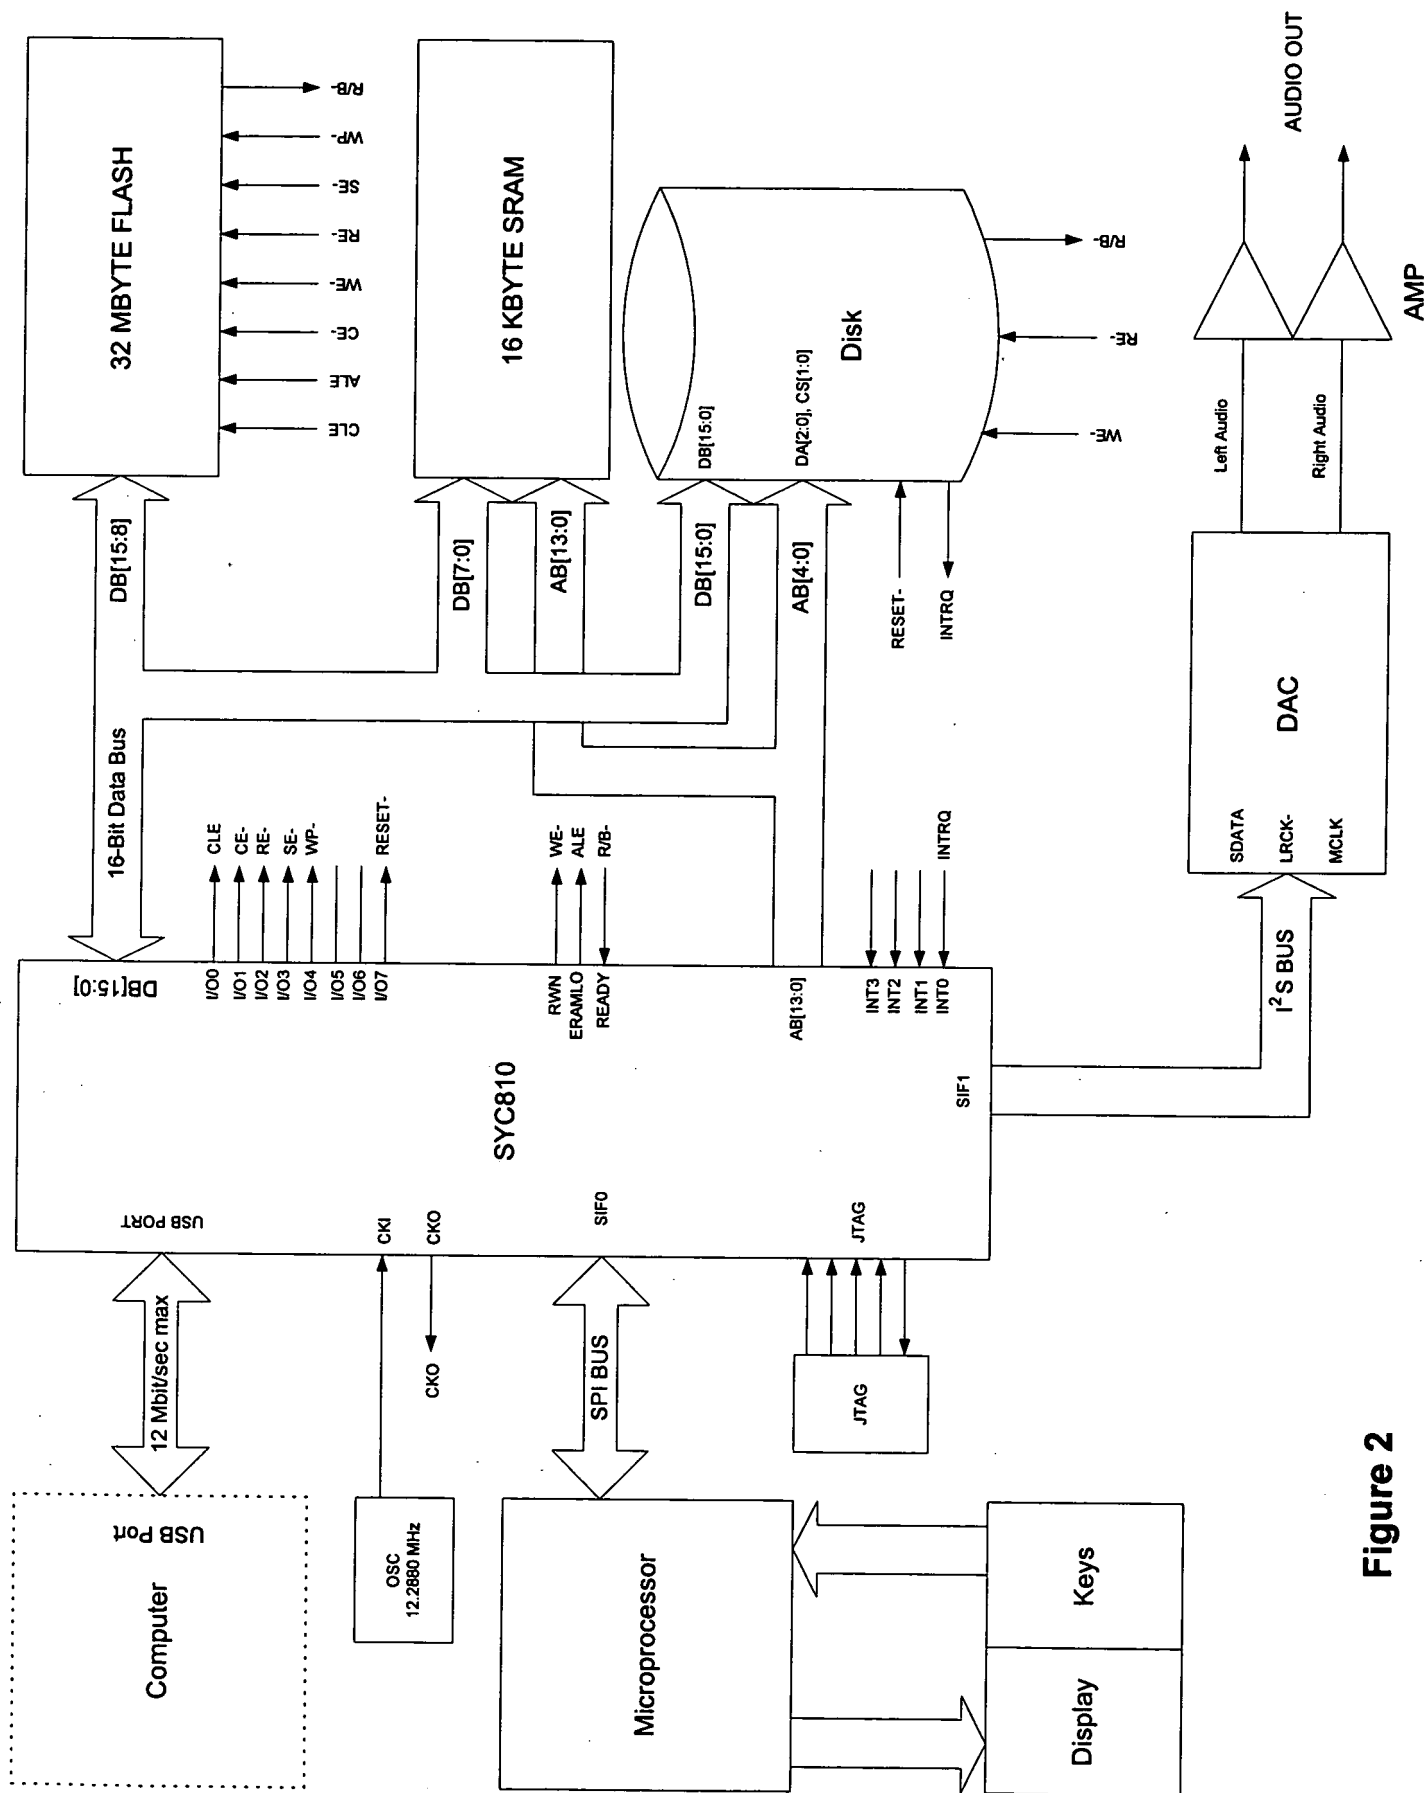 Computer
USB Port
12 Mbit/sec max
USB PORT
OSC
12.2880 MHz
CKI
CKO
CKO
Microprocessor
SPI BUS
SIF0
Display
Keys
JTAG
JTAG
SYC810
DB[15:0]
I/O0
I/O1
I/O2
I/O3
I/O4
I/O5
I/O6
I/O7
CLE
CE-
RE-
SE-
WP-
RESET-
RWN
ERAMLO
READY
WE-
ALE
R/B-
AB[13:0]
INT3
INT2
INT1
INT0
INTRQ
SIF1
16-Bit Data Bus
DB[15:8]
32 MBYTE FLASH
CLE
ALE
CE-
WE-
RE-
SE-
WP-
R/B-
DB[7:0]
AB[13:0]
16 KBYTE SRAM
DB[15:0]
AB[4:0]
DB[15:0]
DA[2:0], CS[1:0]
Disk
RESET-
INTRQ
WE-
RE-
R/B-
I2S BUS
SDATA
LRCK-
MCLK
DAC
Left Audio
Right Audio
AMP
AUDIO OUT
Figure 2